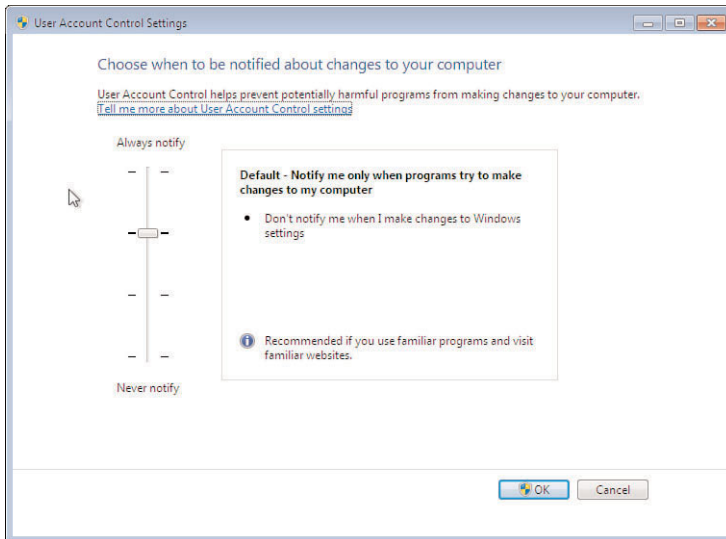 User Account Control Settings
Choose when to be notified about changes to your computer
User Account Control helps prevent potentially harmful programs from making changes to your computer.
Tell me more about User Account Control settings
Always notify
Default - Notify me only when programs try to make
changes to my computer
• Don't notify me when I make changes to Windows
settings
Recommended if you use familiar programs and visit
familiar websites.
Never notify
OK Cancel